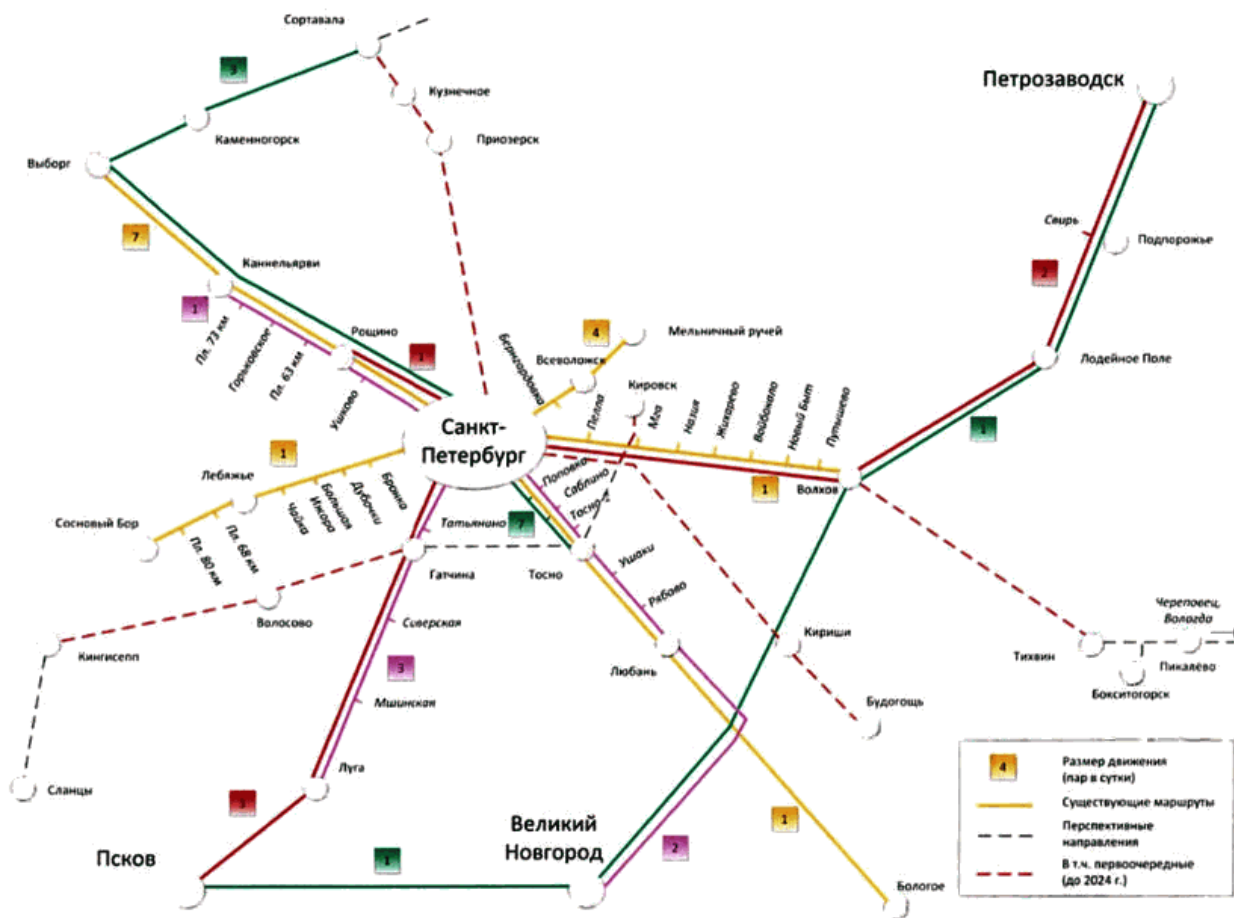 Сортавала
3
Кузнечное
Петрозаводск
Каменногорск
Приозерск
Выборг
7
Каннельярви
1
Пл. 73 км
Горьковское
Пл. 63 км
Рощино
1
Ушково
Свирь
Подпорожье
2
4
Мельничный ручей
Бернгардовка
Всеволожск
Кировск
Лодейное Поле
1
Санкт-
Петербург
Пелла
Мга
Назия
Жихарево
Войбокало
Новый Быт
Пупышево
1
Волхов
1
Лебяжье
Бронка
Дубочки
Большая
Ижора
Чайка
Сосновый Бор
Пл. 68 км
Пл. 80 км
Поповка
Саблино
Тосно-2
7
Татьянино
Гатчина
Тосно
Ушаки
Рябово
Волосово
Сиверская
Кингисепп
3
Мшинская
Любань
Кириши
Будогощь
Тихвин
Череповец,
Вологда
Пикалёво
Бокситогорск
Сланцы
Луга
3
Псков
1
Великий
Новгород
2
1
Бологое
4
Размер движения
(пар в сутки)
Существующие маршруты
Перспективные
направления
В т.ч. первоочередные
(до 2024 г.)